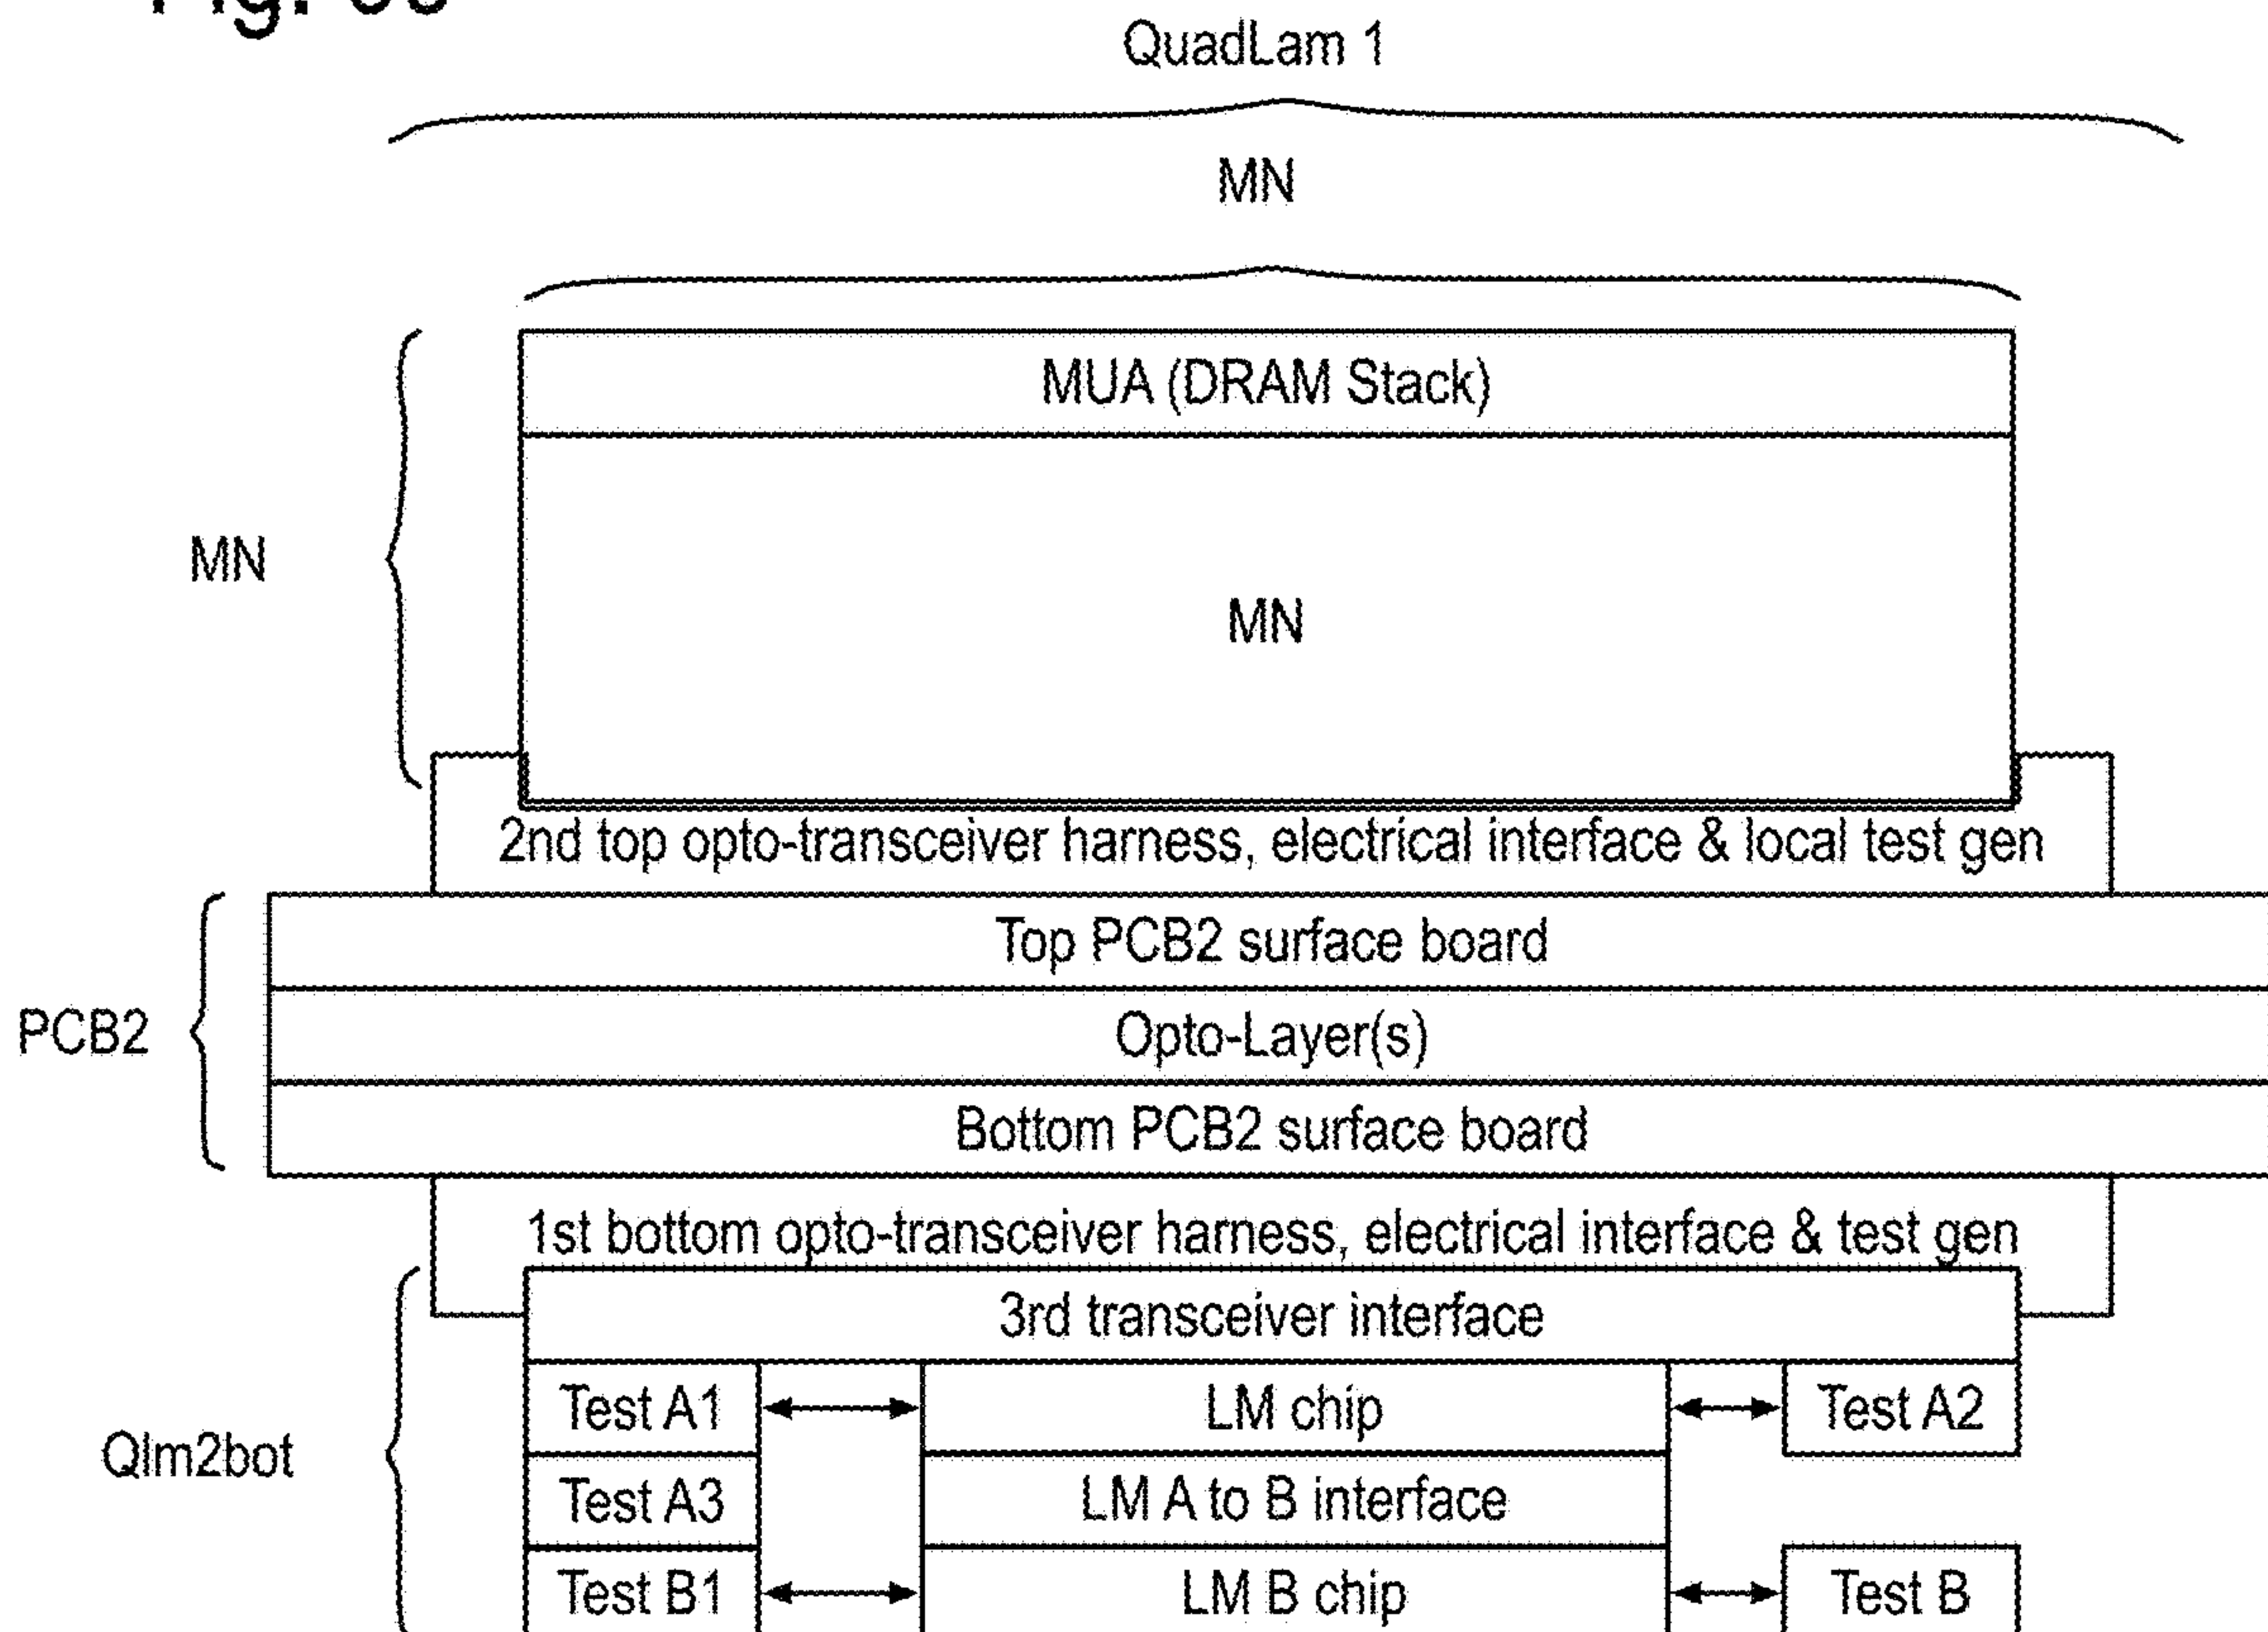 QuadLam 1
MN
MUA (DRAM Stack)
MN
MN
2nd top opto-transceiver harness, electrical interface & local test gen
Top PCB2 surface board
PCB2
Opto-Layer(s)
Bottom PCB2 surface board
1st bottom opto-transceiver harness, electrical interface & test gen
3rd transceiver interface
Test A1
LM chip
Test A2
Qlm2bot
Test A3
LM A to B interface
Test B1
LM B chip
Test B